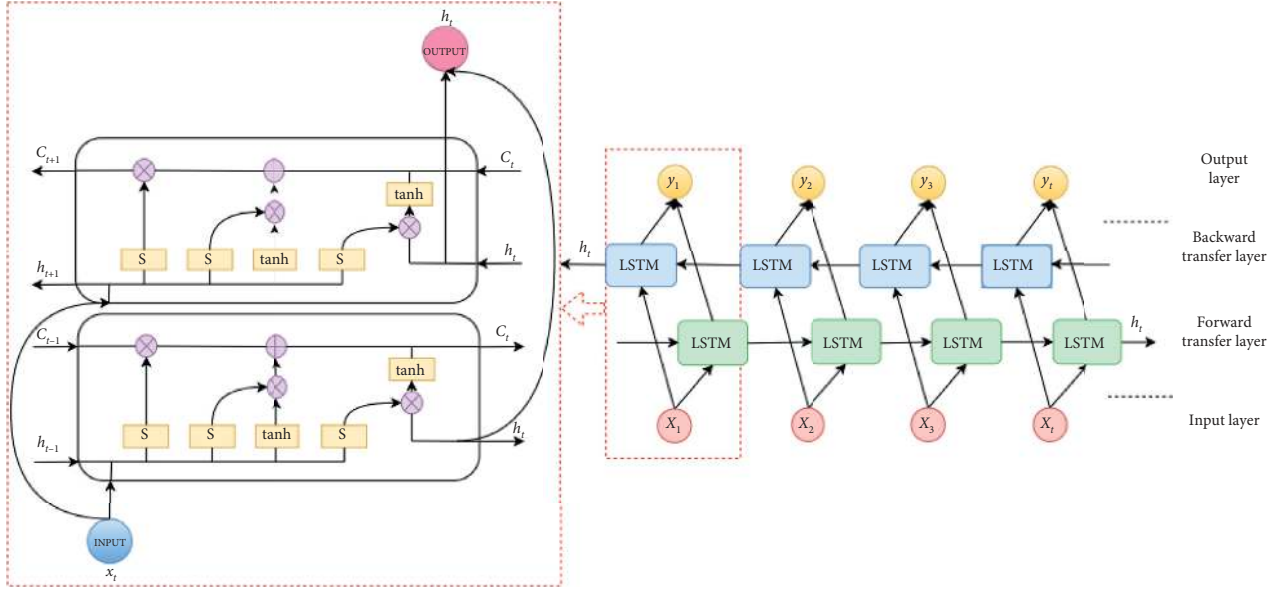 h_t
OUTPUT
C_{t+1}
C_t
tanh
h_t
S
S
tanh
S
h_{t+1}
C_{t–1}
C_t
tanh
S
S
tanh
S
h_{t–1}
h_t
INPUT
x_t
y_1
y_2
y_3
y_t
Output
layer
h_t
LSTM
LSTM
LSTM
LSTM
Backward
transfer layer
LSTM
LSTM
LSTM
LSTM
h_t
Forward
transfer layer
X_1
X_2
X_3
X_t
Input layer